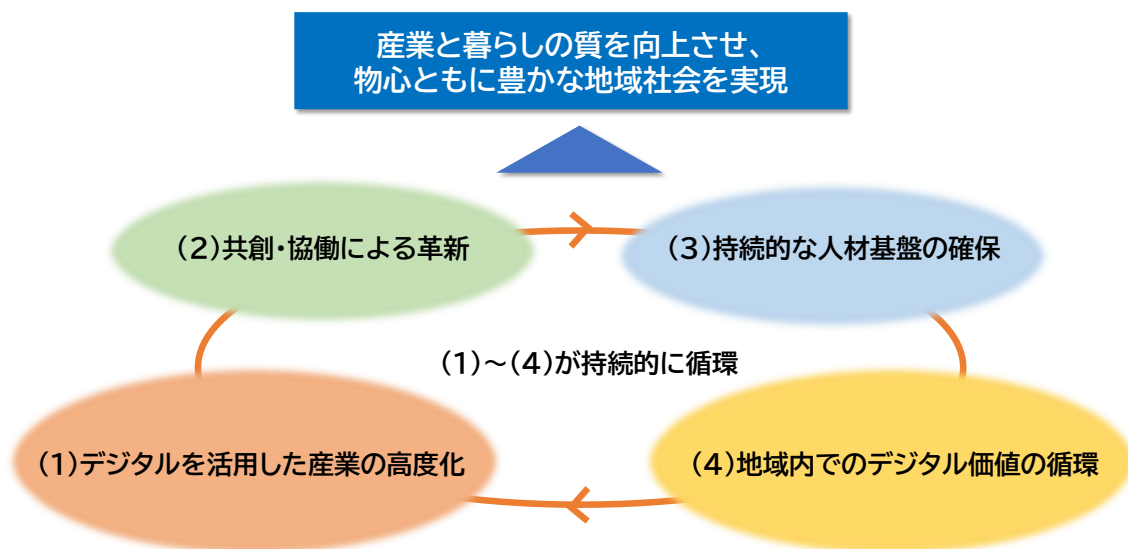 産業と暮らしの質を向上させ、
物心ともに豊かな地域社会を実現
(2)共創・協働による革新
(3)持続的な人材基盤の確保
(1)～(4)が持続的に循環
(1)デジタルを活用した産業の高度化
(4)地域内でのデジタル価値の循環